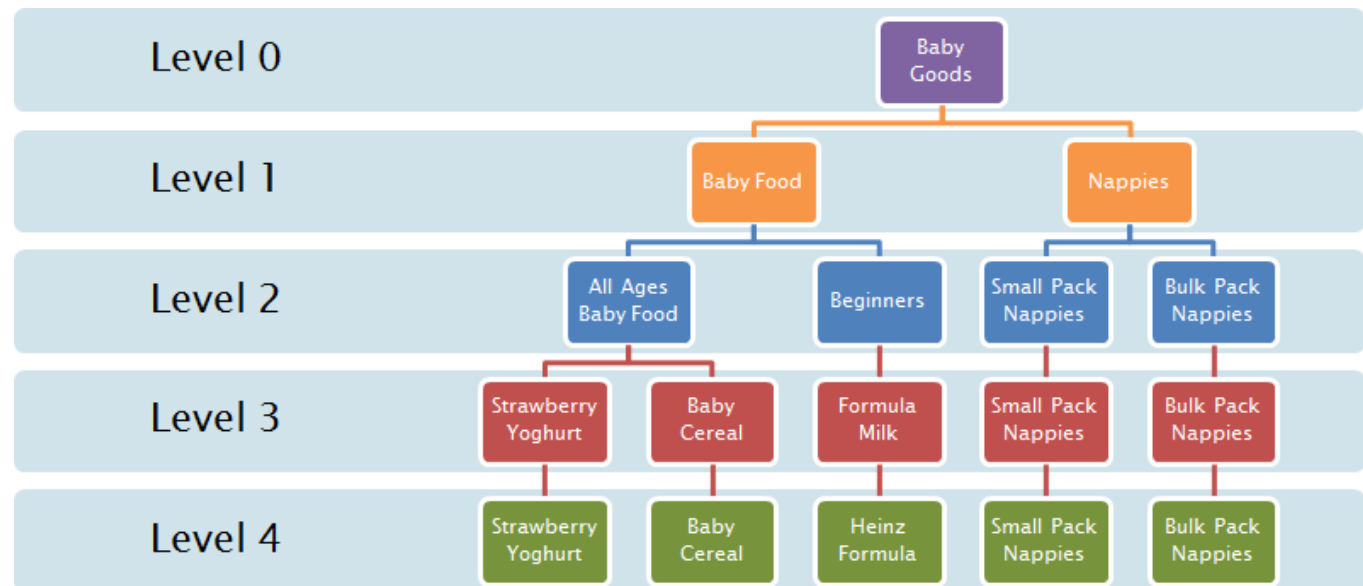 Level 0
Baby
Goods
Level 1
Baby Food
Nappies
Level 2
All Ages
Baby Food
Beginners
Small Pack
Nappies
Bulk Pack
Nappies
Level 3
Strawberry
Yoghurt
Baby
Cereal
Formula
Milk
Small Pack
Nappies
Bulk Pack
Nappies
Level 4
Strawberry
Yoghurt
Baby
Cereal
Heinz
Formula
Small Pack
Nappies
Bulk Pack
Nappies